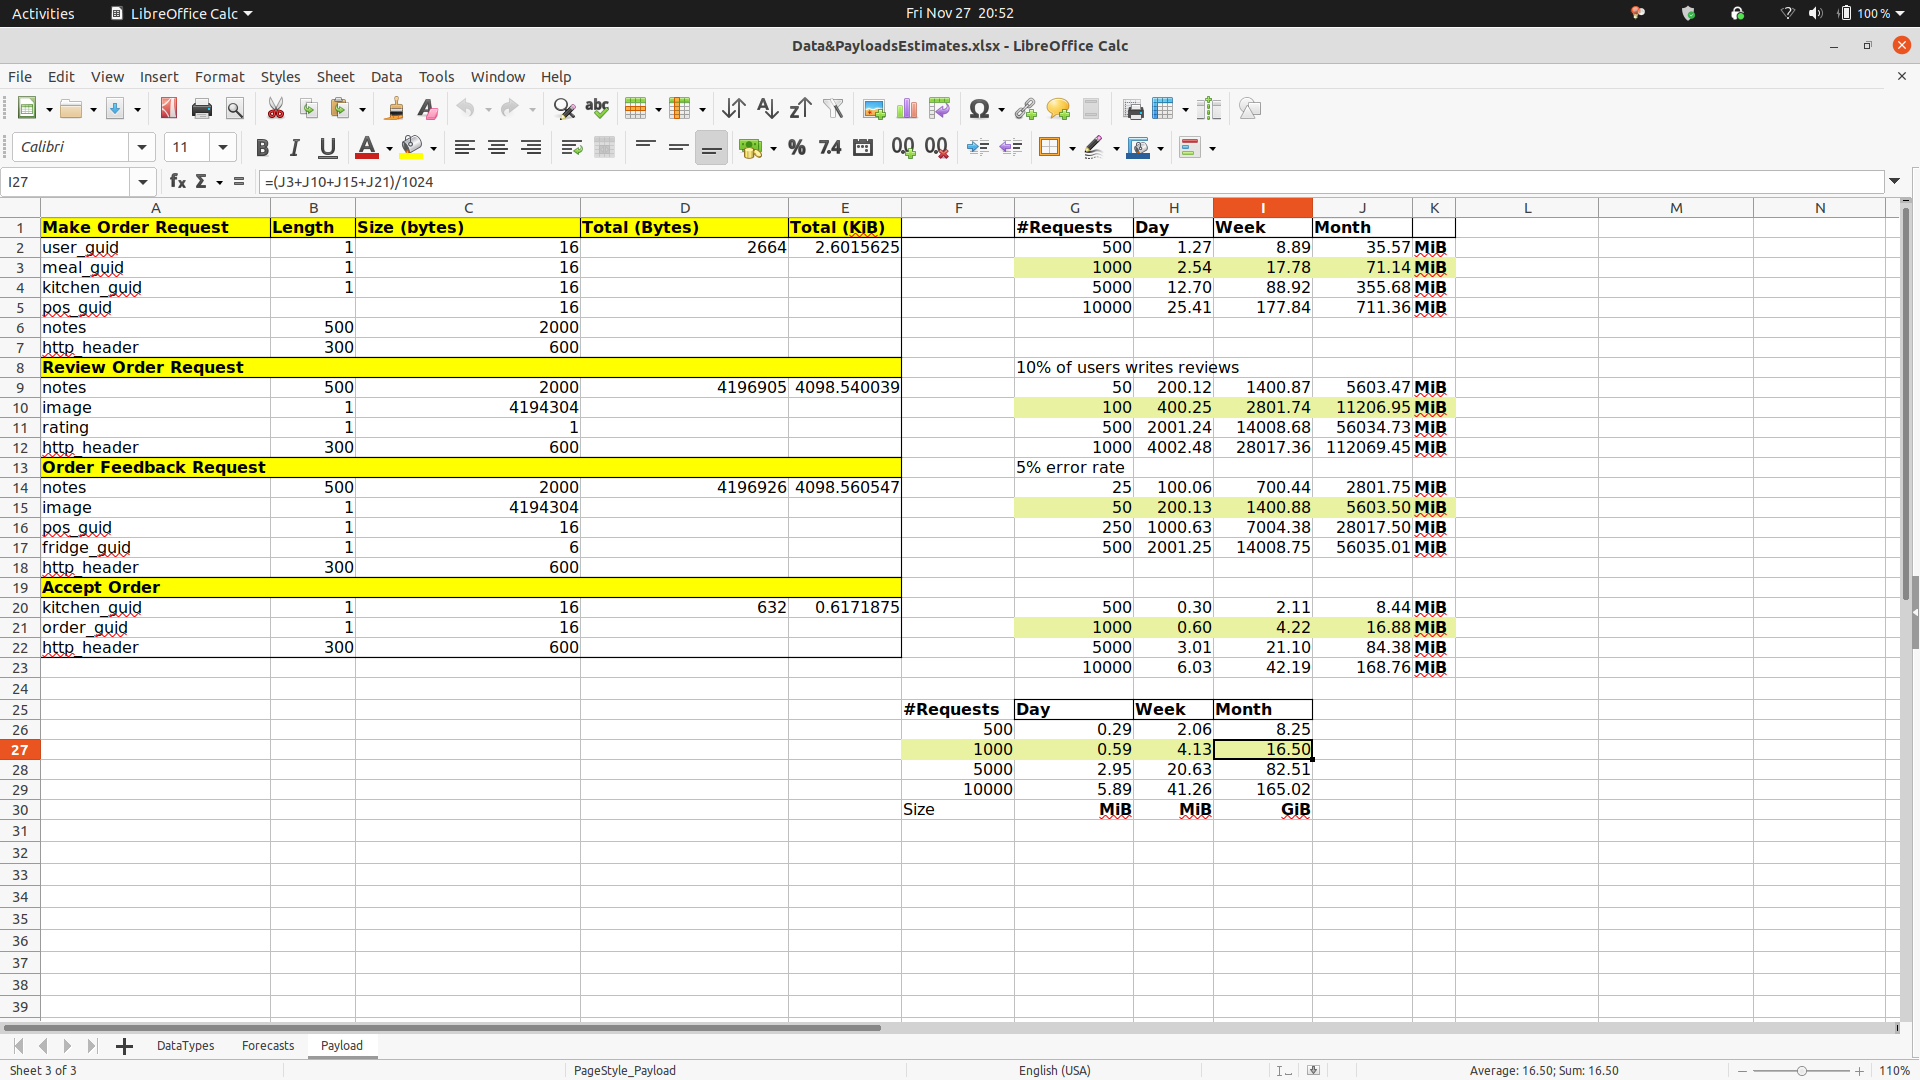 Activities LibreOffice Calc Fri Nov 27 20:52 100 %
Data&PayloadsEstimates.xlsx - LibreOffice Calc
File Edit View Insert Format Styles Sheet Data Tools Window Help
Calibri 11
I27 =(J3+J10+J15+J21)/1024
A B C D E F G H I J K L M N
1 Make Order Request Length Size (bytes) Total (Bytes) Total (KiB) #Requests Day Week Month
2 user_guid 1 16 2664 2.6015625 500 1.27 8.89 35.57 MiB
3 meal_guid 1 16 1000 2.54 17.78 71.14 MiB
4 kitchen_guid 1 16 5000 12.70 88.92 355.68 MiB
5 pos_guid 16 10000 25.41 177.84 711.36 MiB
6 notes 500 2000
7 http_header 300 600
8 Review Order Request 10% of users writes reviews
9 notes 500 2000 4196905 4098.540039 50 200.12 1400.87 5603.47 MiB
10 image 1 4194304 100 400.25 2801.74 11206.95 MiB
11 rating 1 1 500 2001.24 14008.68 56034.73 MiB
12 http_header 300 600 1000 4002.48 28017.36 112069.45 MiB
13 Order Feedback Request 5% error rate
14 notes 500 2000 4196926 4098.560547 25 100.06 700.44 2801.75 MiB
15 image 1 4194304 50 200.13 1400.88 5603.50 MiB
16 pos_guid 1 16 250 1000.63 7004.38 28017.50 MiB
17 fridge_guid 1 6 500 2001.25 14008.75 56035.01 MiB
18 http_header 300 600
19 Accept Order
20 kitchen_guid 1 16 632 0.6171875 500 0.30 2.11 8.44 MiB
21 order_guid 1 16 1000 0.60 4.22 16.88 MiB
22 http_header 300 600 5000 3.01 21.10 84.38 MiB
23 10000 6.03 42.19 168.76 MiB
24
25 #Requests Day Week Month
26 500 0.29 2.06 8.25
27 1000 0.59 4.13 16.50
28 5000 2.95 20.63 82.51
29 10000 5.89 41.26 165.02
30 Size MiB MiB GiB
31
32
33
34
35
36
37
38
39
DataTypes Forecasts Payload
Sheet 3 of 3 PageStyle_Payload English (USA) Average: 16.50; Sum: 16.50 110%